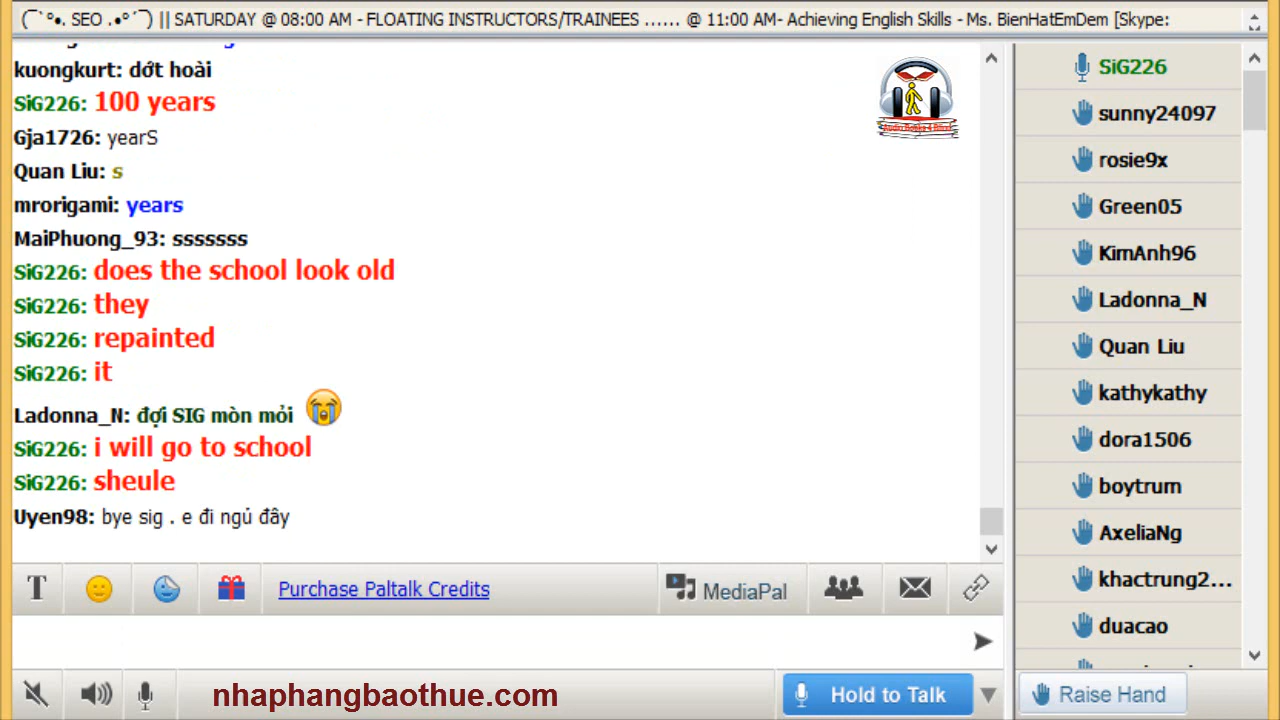 (¯`°•. SEO .•°´¯) || SATURDAY @ 08:00 AM - FLOATING INSTRUCTORS/TRAINEES ...... @ 11:00 AM- Achieving English Skills - Ms. BienHatEmDem [Skype:
kuongkurt: dớt hoài
SiG226: 100 years
Gja1726: yearS
Quan Liu: s
mrorigami: years
MaiPhuong_93: sssssss
SiG226: does the school look old
SiG226: they
SiG226: repainted
SiG226: it
Ladonna_N: đợi SIG mòn mỏi
SiG226: i will go to school
SiG226: sheule
Uyen98: bye sig . e đi ngủ đây
T
Purchase Paltalk Credits
MediaPal
nhaphangbaothue.com
Hold to Talk
SiG226
sunny24097
rosie9x
Green05
KimAnh96
Ladonna_N
Quan Liu
kathykathy
dora1506
boytrum
AxeliaNg
khactrung2...
duacao
Raise Hand